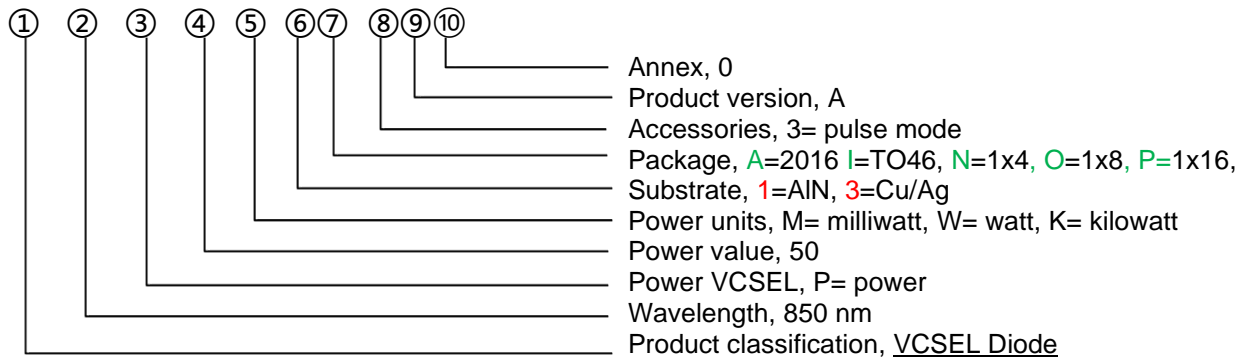 ① ② ③ ④ ⑤ ⑥⑦ ⑧⑨⑩
Annex, 0
Product version, A
Accessories, 3= pulse mode
Package, A=2016 I=TO46, N=1x4, O=1x8, P=1x16,
Substrate, 1=AlN, 3=Cu/Ag
Power units, M= milliwatt, W= watt, K= kilowatt
Power value, 50
Power VCSEL, P= power
Wavelength, 850 nm
Product classification, VCSEL Diode